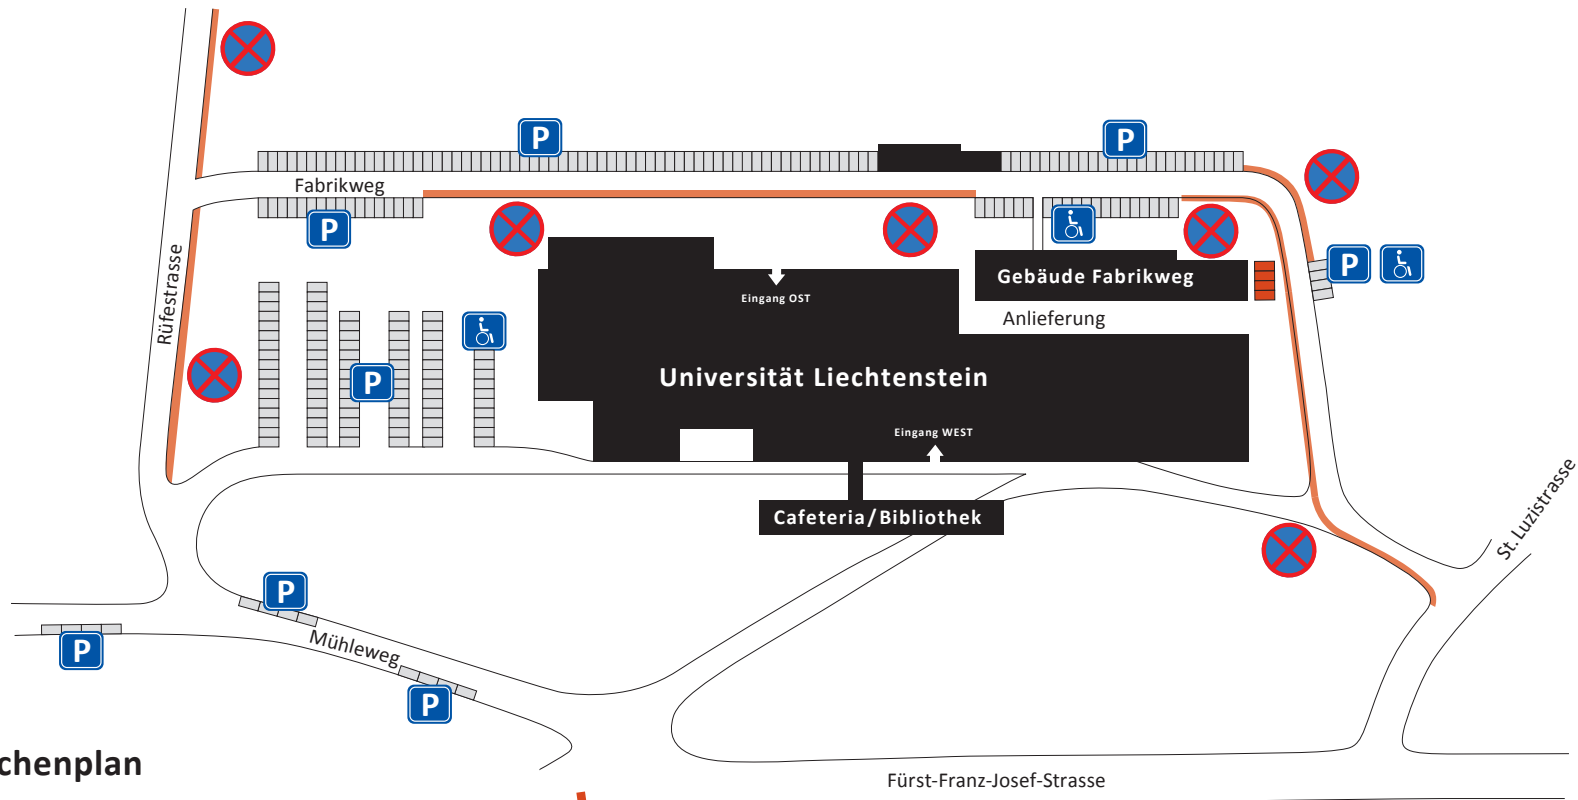 P
P
Fabrikweg
P
Rüfestrasse
P
Gebäude Fabrikweg
Eingang OST
Anlieferung
P
Universität Liechtenstein
Eingang WEST
Cafeteria/Bibliothek
St. Luzistrasse
P
Mühleweg
P
P
chenplan
Fürst-Franz-Josef-Strasse